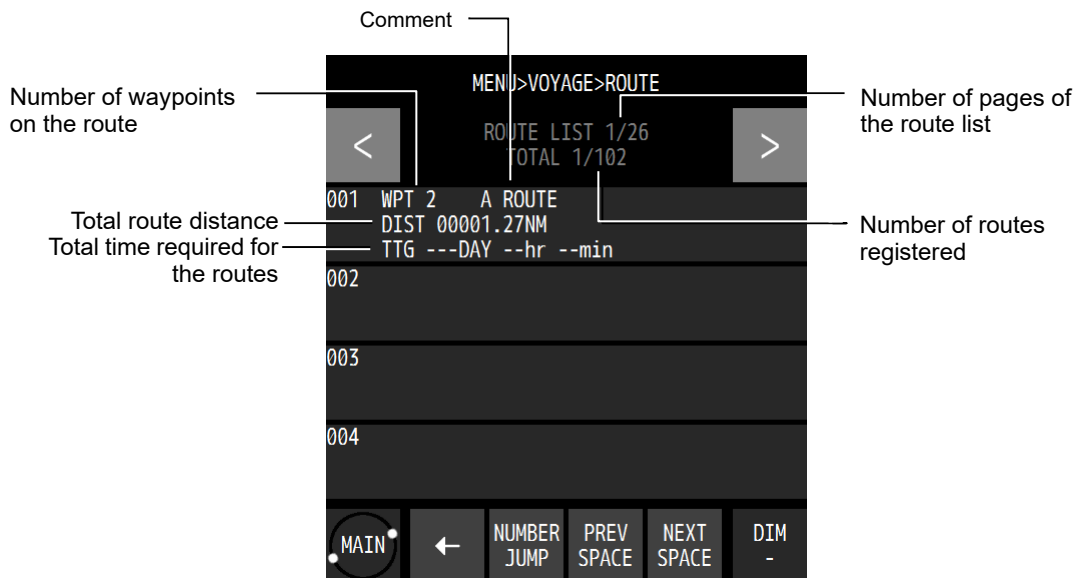 Comment
MENU>VOYAGE>ROUTE
Number of waypoints
on the route
Number of pages of
the route list
<
ROUTE LIST 1/26
TOTAL 1/102
>
001 WPT 2 A ROUTE
DIST 00001.27NM
TTG ---DAY --hr --min
Total route distance
Total time required for
the routes
Number of routes
registered
002
003
004
MAIN
←
NUMBER
JUMP
PREV
SPACE
NEXT
SPACE
DIM
-